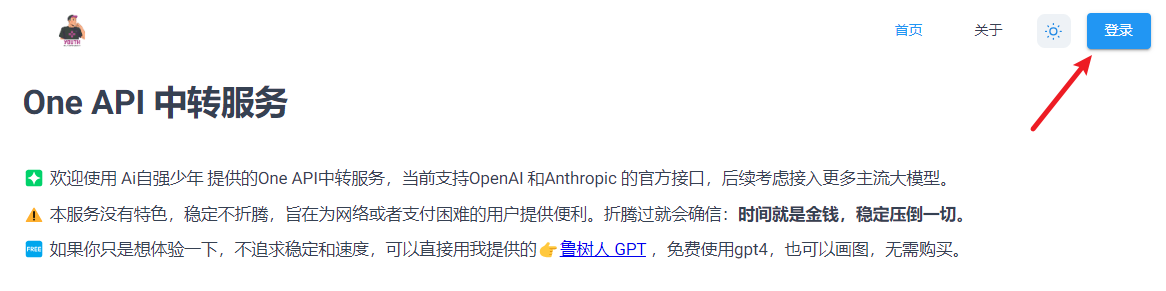 YOUTH
首页
关于
登录
One API 中转服务
欢迎使用 Ai自强少年 提供的One API中转服务，当前支持OpenAI 和Anthropic 的官方接口，后续考虑接入更多主流大模型。
本服务没有特色，稳定不折腾，旨在为网络或者支付困难的用户提供便利。折腾过就会确信：时间就是金钱，稳定压倒一切。
FREE 如果你只是想体验一下，不追求稳定和速度，可以直接用我提供的👉鲁树人 GPT ，免费使用gpt4，也可以画图，无需购买。